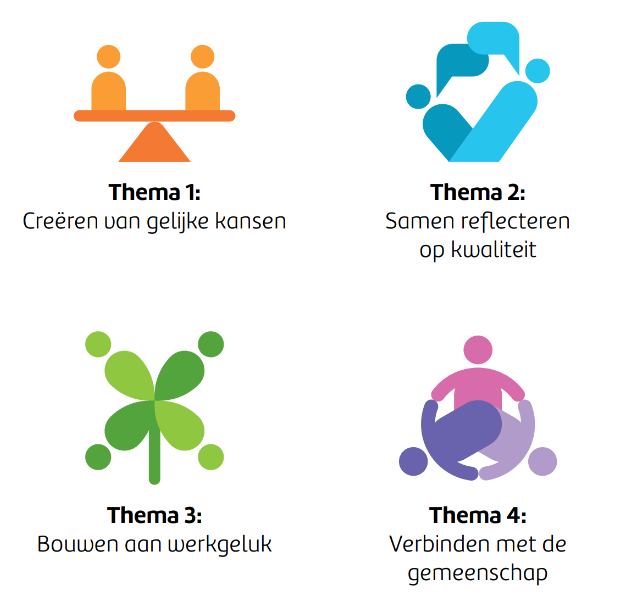 Thema 1:
Creëren van gelijke kansen
Thema 2:
Samen reflecteren
op kwaliteit
Thema 3:
Bouwen aan werkgeluk
Thema 4:
Verbinden met de
gemeenschap